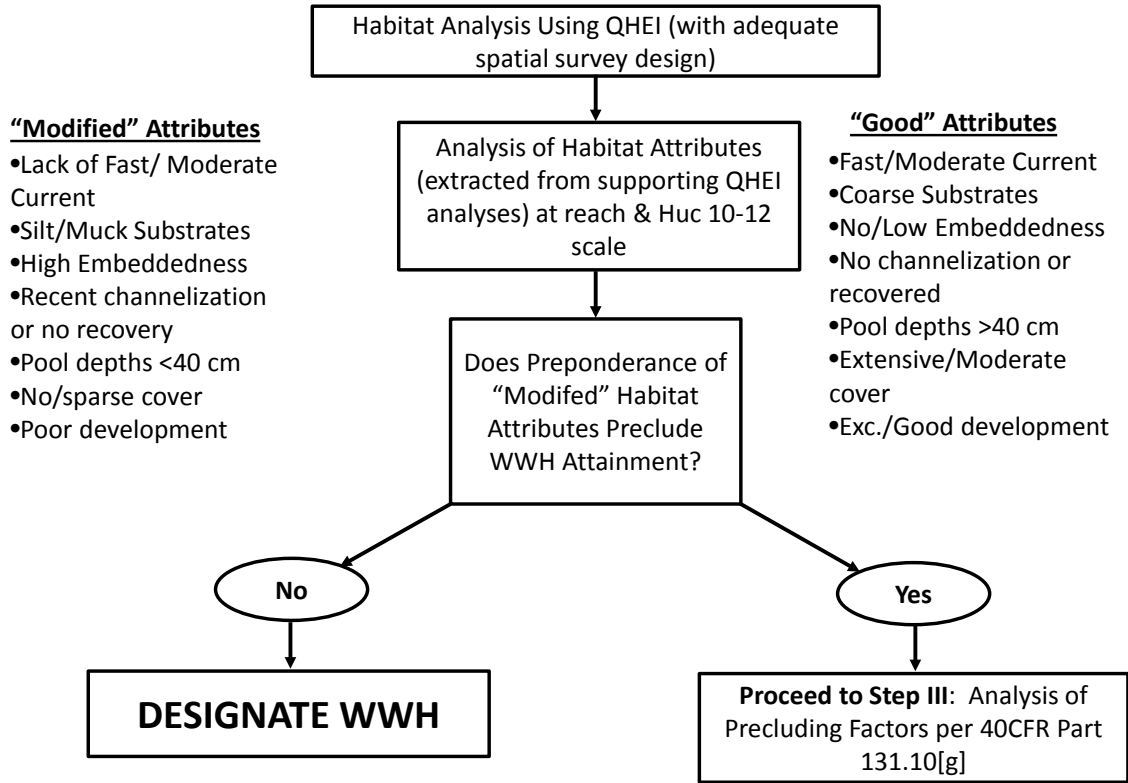 Habitat Analysis Using QHEI (with adequate
spatial survey design)
"Modified" Attributes
•Lack of Fast/ Moderate
Current
•Silt/Muck Substrates
•High Embeddedness
•Recent channelization
or no recovery
•Pool depths <40 cm
•No/sparse cover
•Poor development
Analysis of Habitat Attributes
(extracted from supporting QHEI
analyses) at reach & Huc 10-12
scale
"Good" Attributes
•Fast/Moderate Current
•Coarse Substrates
•No/Low Embeddedness
•No channelization or
recovered
•Pool depths >40 cm
•Extensive/Moderate
cover
•Exc./Good development
Does Preponderance of
"Modifed" Habitat
Attributes Preclude
WWH Attainment?
No
Yes
DESIGNATE WWH
Proceed to Step III: Analysis of
Precluding Factors per 40CFR Part
131.10[g]